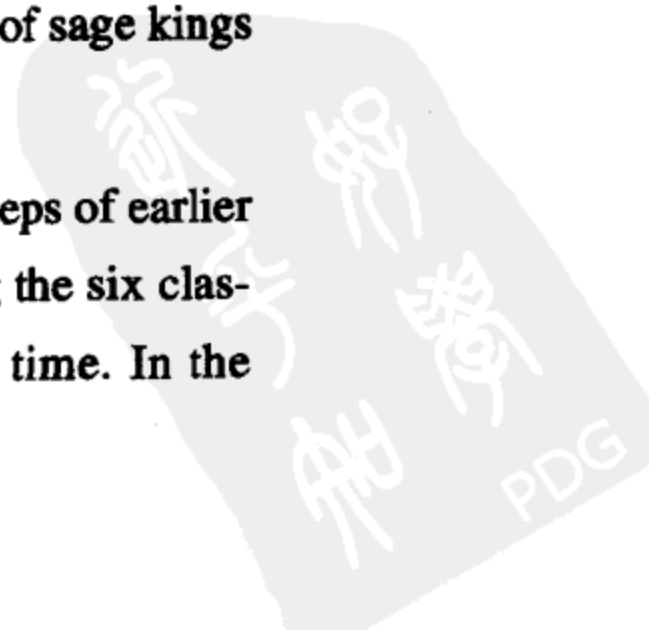 of sage kings
eps of earlier
the six clas-
time. In the
PDG